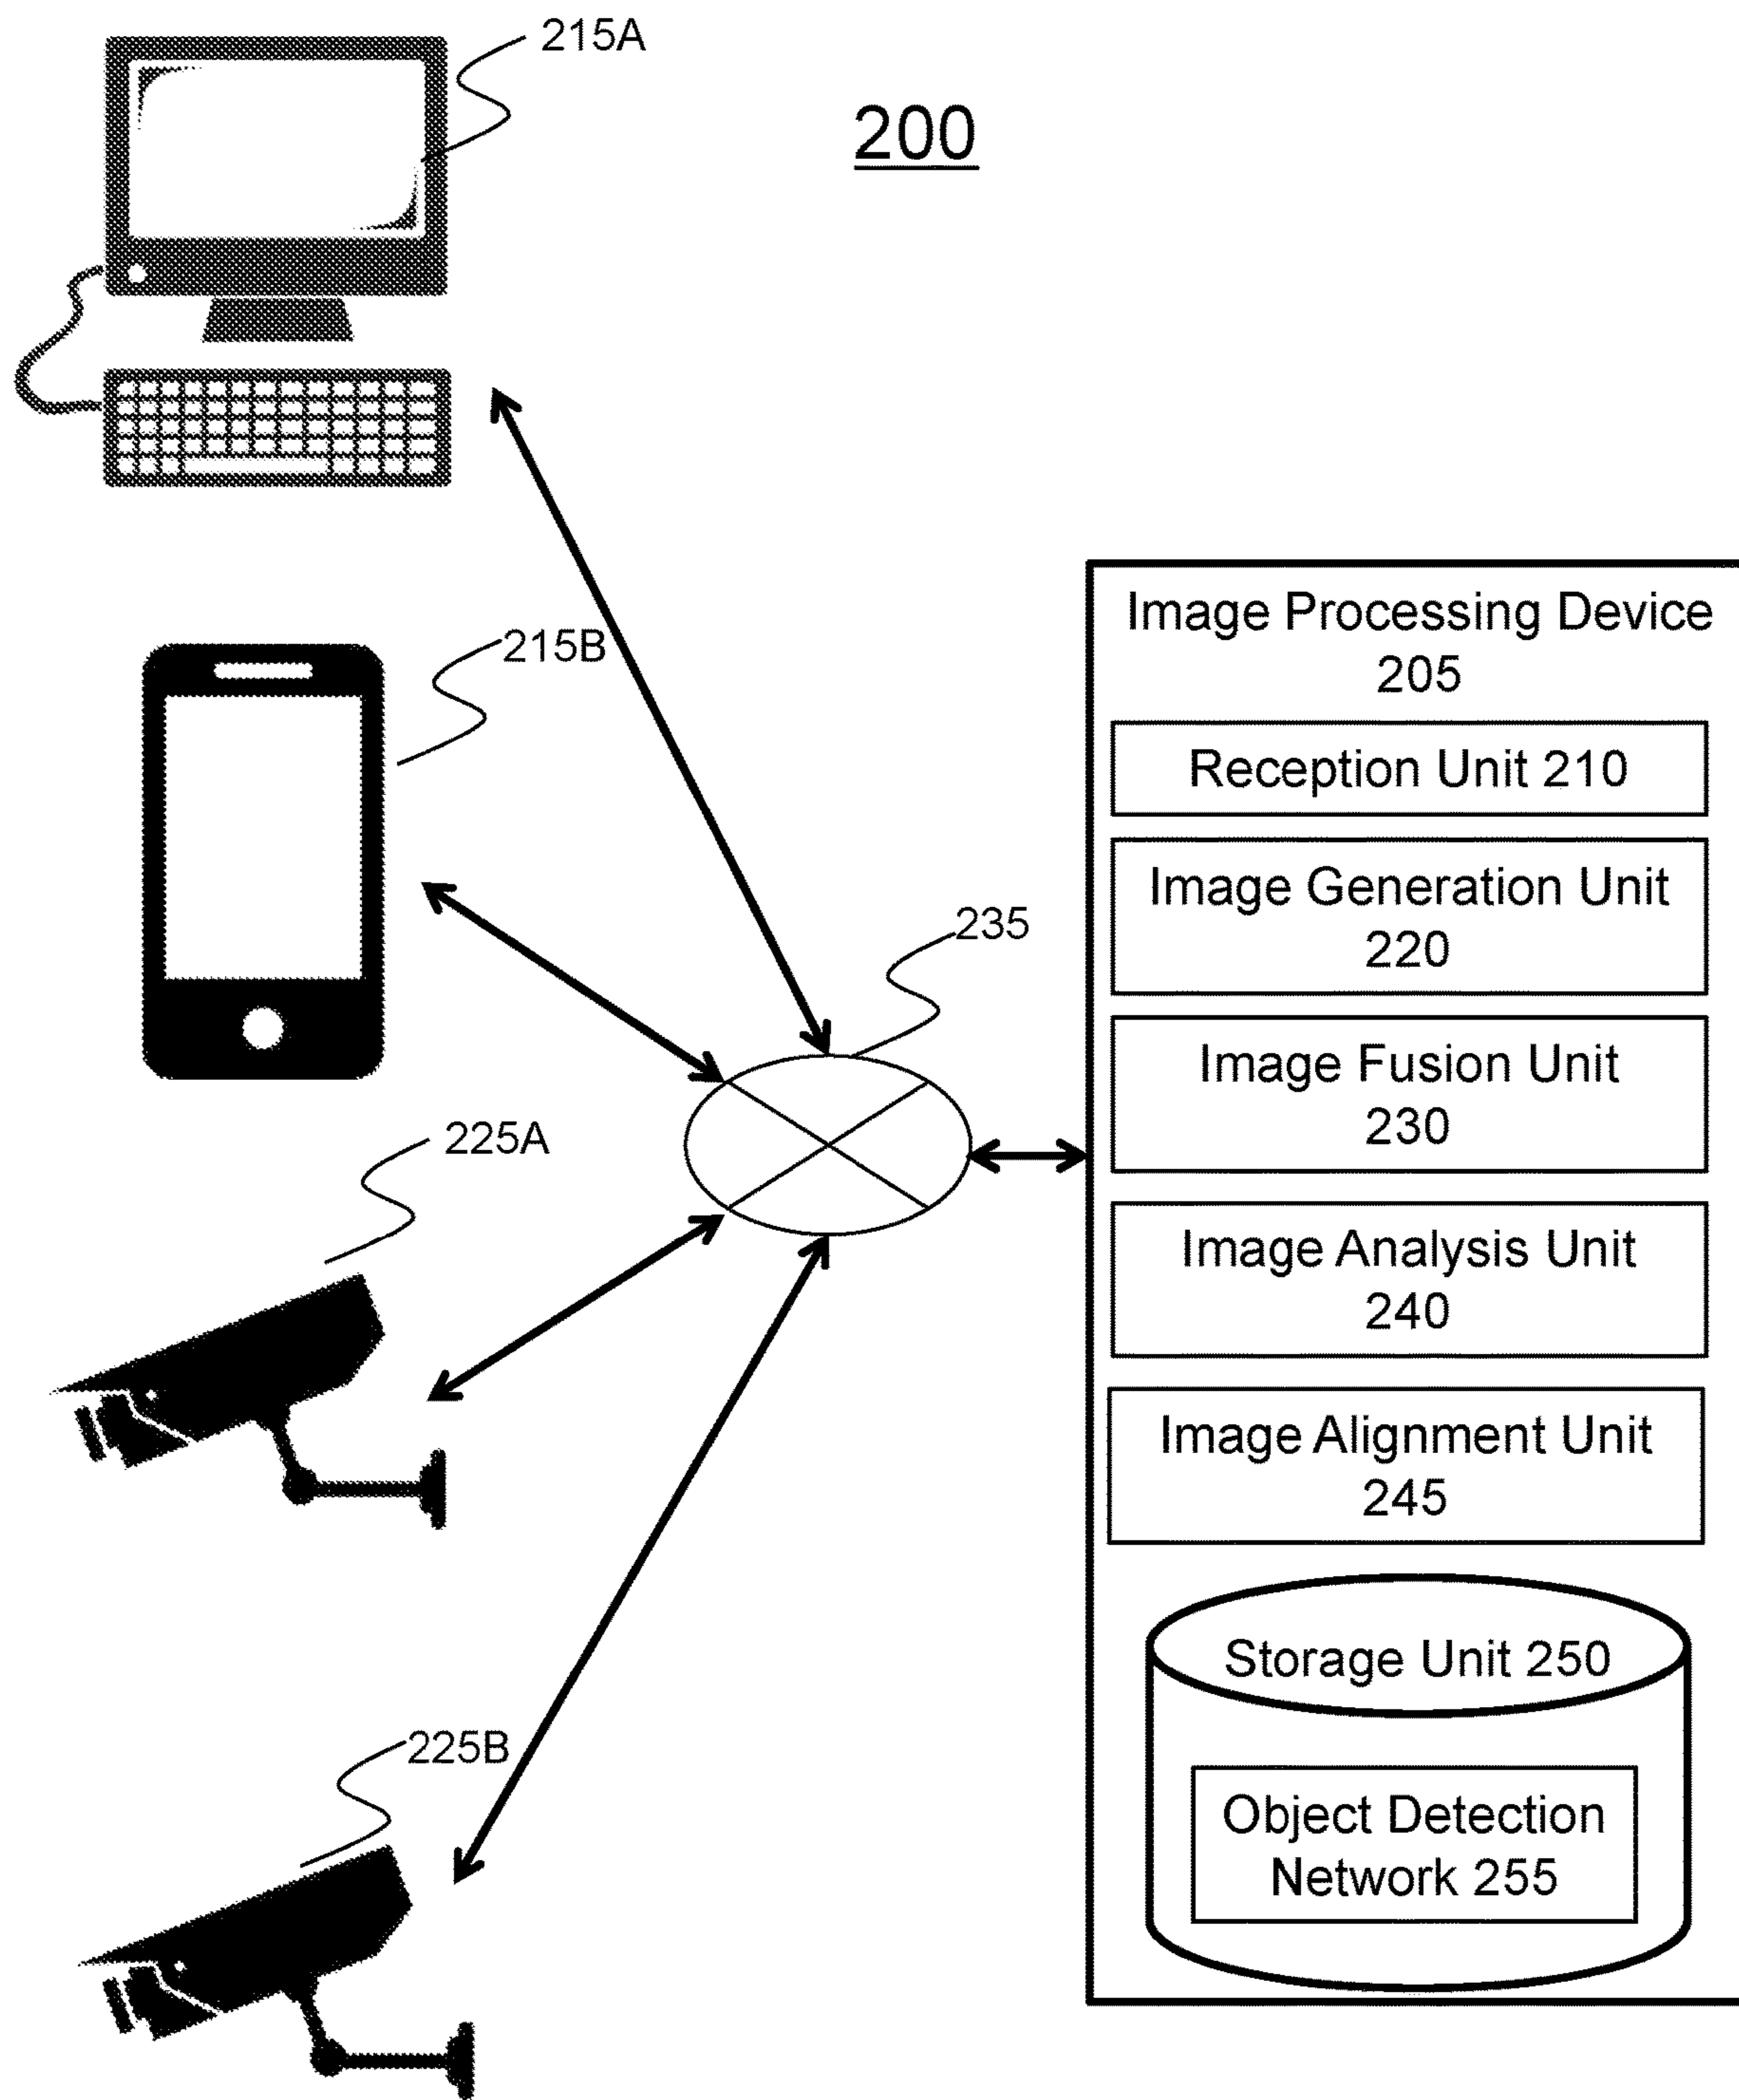 215A
200
215B
Image Processing Device
205
Reception Unit 210
Image Generation Unit
220
235
Image Fusion Unit
230
225A
Image Analysis Unit
240
Image Alignment Unit
245
Storage Unit 250
225B
Object Detection
Network 255